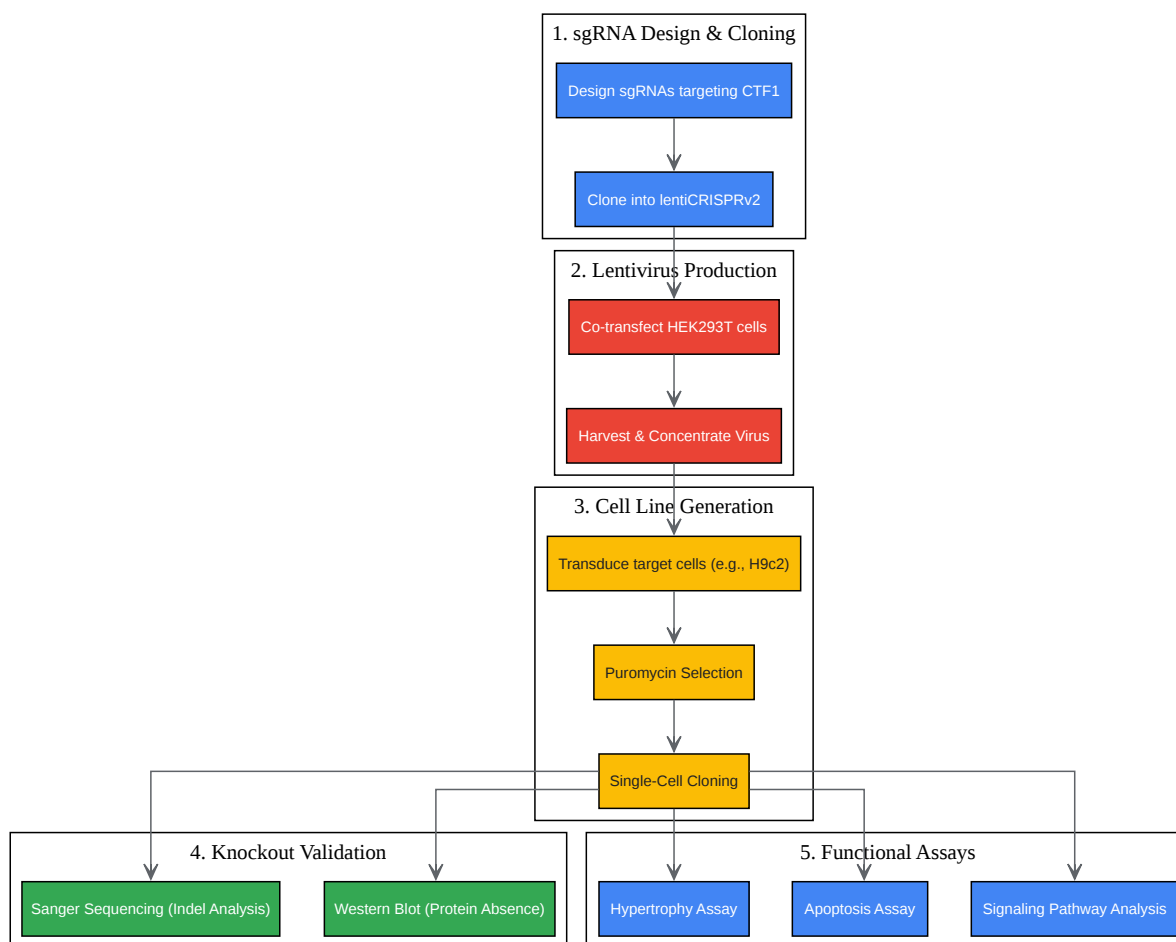 1. sgRNA Design & Cloning
Design sgRNAs targeting CTF1
Clone into lentiCRISPRv2
2. Lentivirus Production
Co-transfect HEK293T cells
Harvest & Concentrate Virus
3. Cell Line Generation
Transduce target cells (e.g., H9c2)
Puromycin Selection
Single-Cell Cloning
4. Knockout Validation
Sanger Sequencing (Indel Analysis)
Western Blot (Protein Absence)
5. Functional Assays
Hypertrophy Assay
Apoptosis Assay
Signaling Pathway Analysis